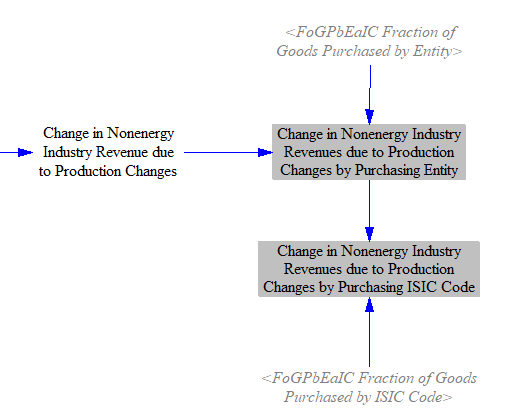 <FoGPbEaIC Fraction of
Goods Purchased by Entity>
Change in Nonenergy
Industry Revenue due
to Production Changes
Change in Nonenergy Industry
Revenues due to Production
Changes by Purchasing Entity
Change in Nonenergy Industry
Revenues due to Production
Changes by Purchasing ISIC Code
<FoGPbEaIC Fraction of Goods
Purchased by ISIC Code>